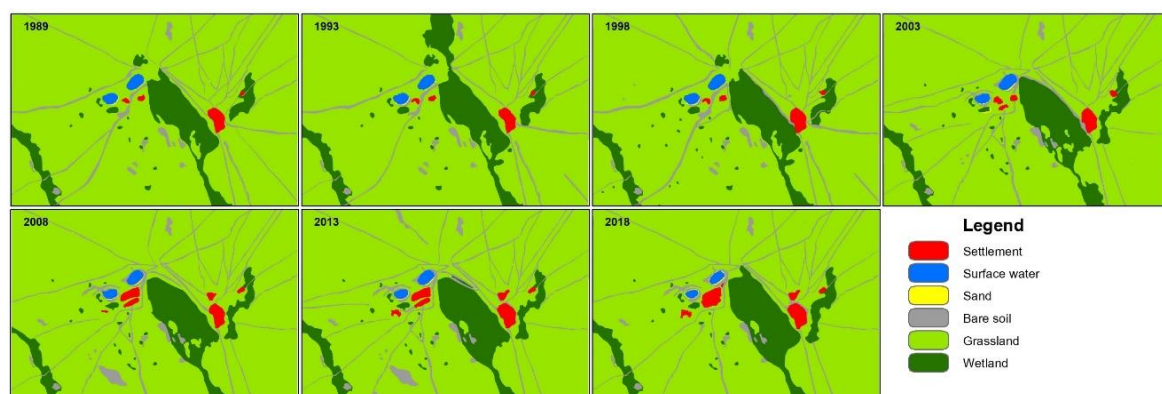 1989
1993
1998
2003
2008
2013
2018
Legend
Settlement
Surface water
Sand
Bare soil
Grassland
Wetland